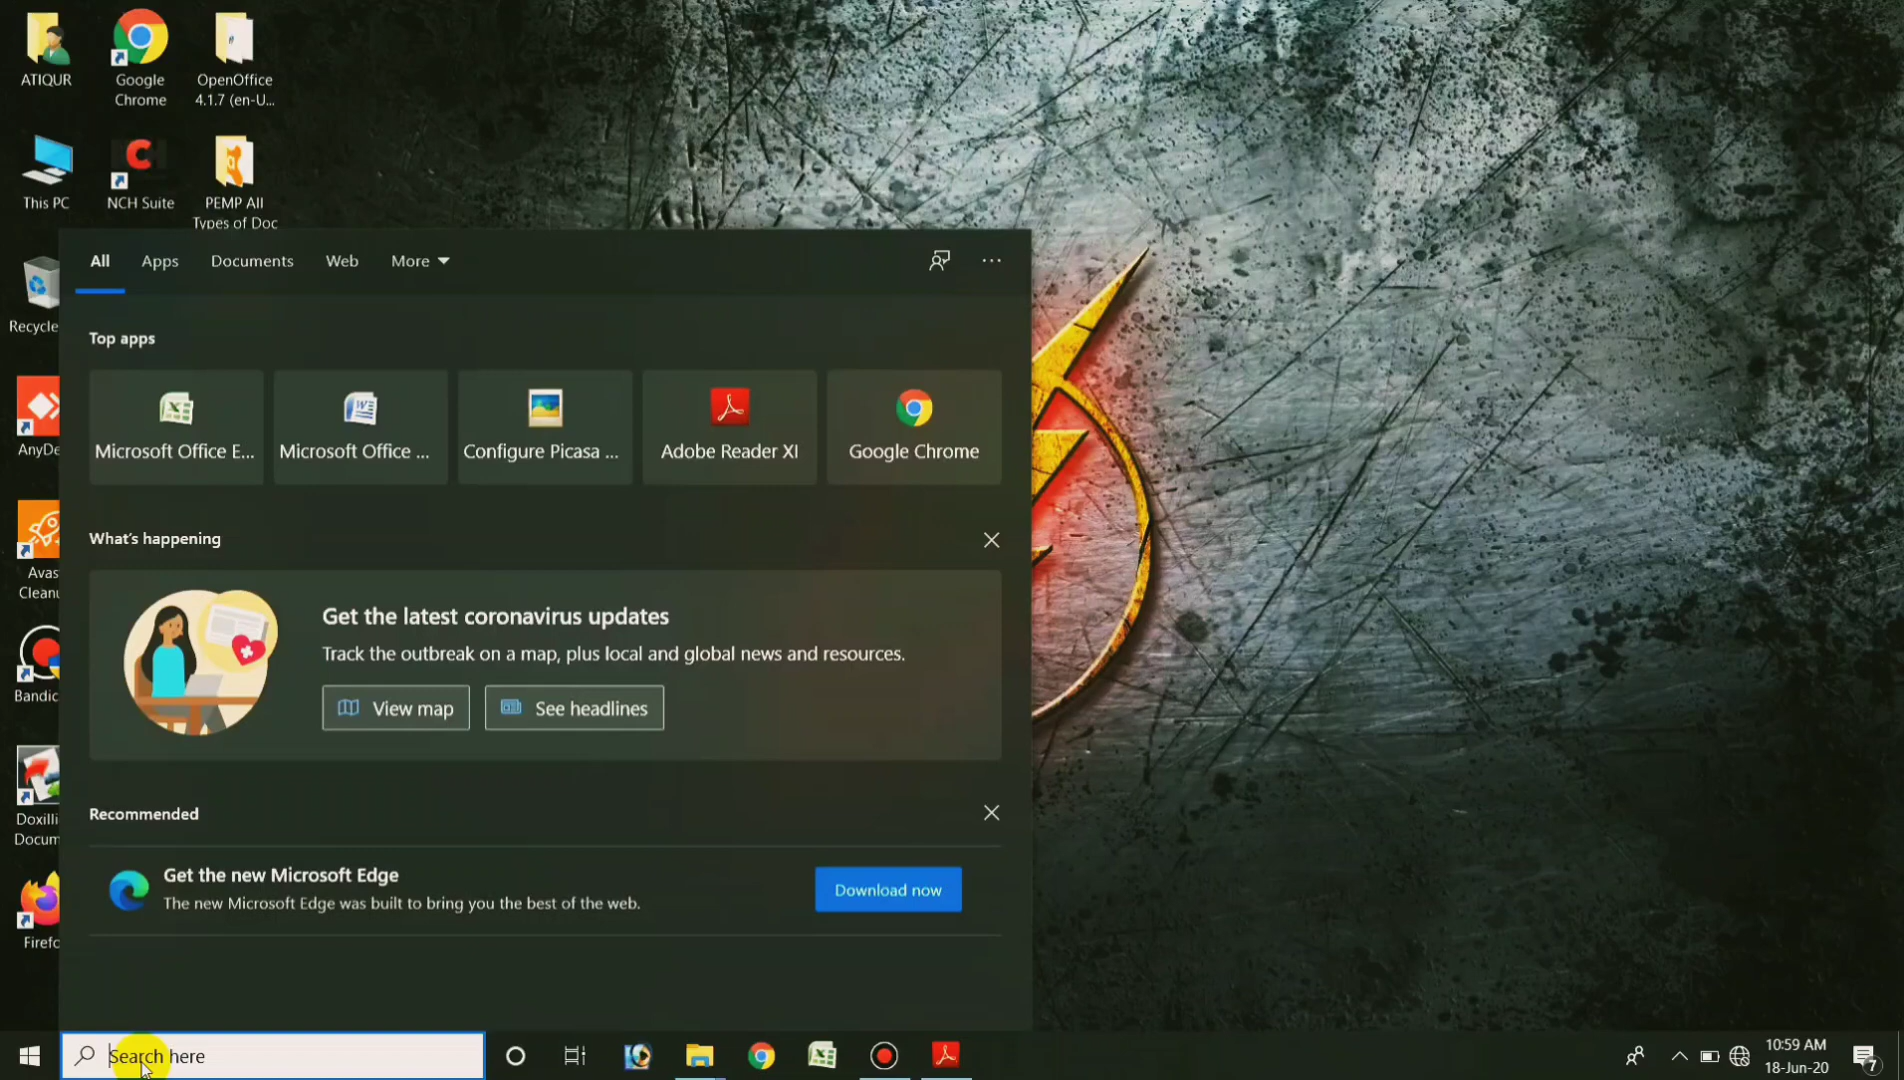 ATIQUR
Google
Chrome
OpenOffice
4.1.7 (en-U...
This PC
NCH Suite
PEMP All
Types of Doc
Recycle
AnyDe
Avas
Clean
Bandic
Doxilli
Docum
Firefo
All
Apps
Documents
Web
More
Top apps
Microsoft Office E...
Microsoft Office ...
Configure Picasa ...
Adobe Reader XI
Google Chrome
What's happening
Get the latest coronavirus updates
Track the outbreak on a map, plus local and global news and resources.
View map
See headlines
Recommended
Get the new Microsoft Edge
The new Microsoft Edge was built to bring you the best of the web.
Download now
Search here
10:59 AM
18-Jun-20
7